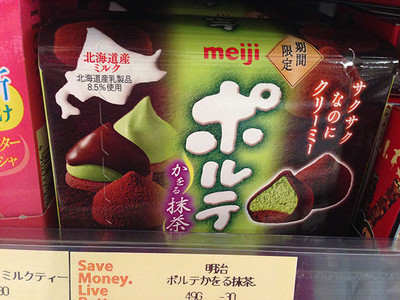 meiji
期間
限定
北海道産
ミルク
北海道産乳製品
8.5%使用
ポルテ
かをる抹茶
サクサク
なのに
クリーミー
ミルクティー
Save
Money.
Live
明治
ポルテかをる抹茶
49G -30